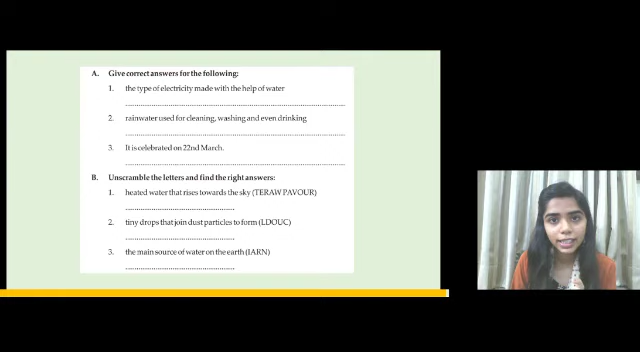 A. Give correct answers for the following:
1. the type of electricity made with the help of water
2. rainwater used for cleaning, washing and even drinking
3. It is celebrated on 22nd March.
B. Unscramble the letters and find the right answers:
1. heated water that rises towards the sky (TERAW PAVOUR)
2. tiny drops that join dust particles to form (LDOUC)
3. the main source of water on the earth (IARN)